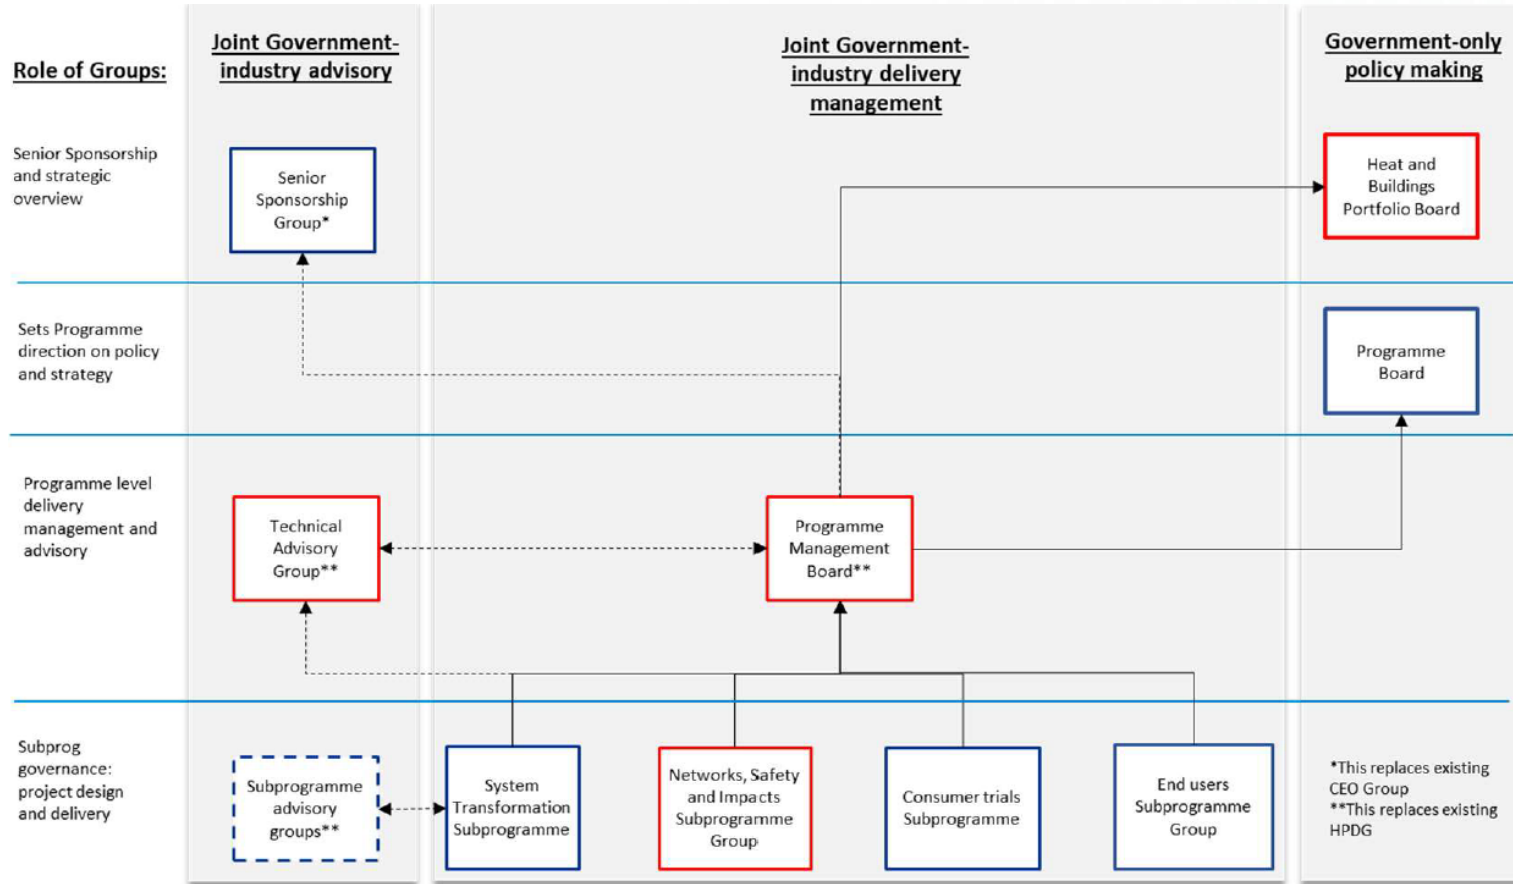 Role of Groups:
Joint Government-
industry advisory
Joint Government-
industry delivery
management
Government-only
policy making
Senior Sponsorship
and strategic
overview
Senior
Sponsorship
Group*
Heat and
Buildings
Portfolio Board
Sets Programme
direction on policy
and strategy
Programme
Board
Programme level
delivery
management and
advisory
Technical
Advisory
Group**
Programme
Management
Board**
Subprog
governance:
project design
and delivery
Subprogramme
advisory
groups**
System
Transformation
Subprogramme
Networks, Safety
and Impacts
Subprogramme
Group
Consumer trials
Subprogramme
End users
Subprogramme
Group
*This replaces existing
CEO Group
**This replaces existing
HPDG